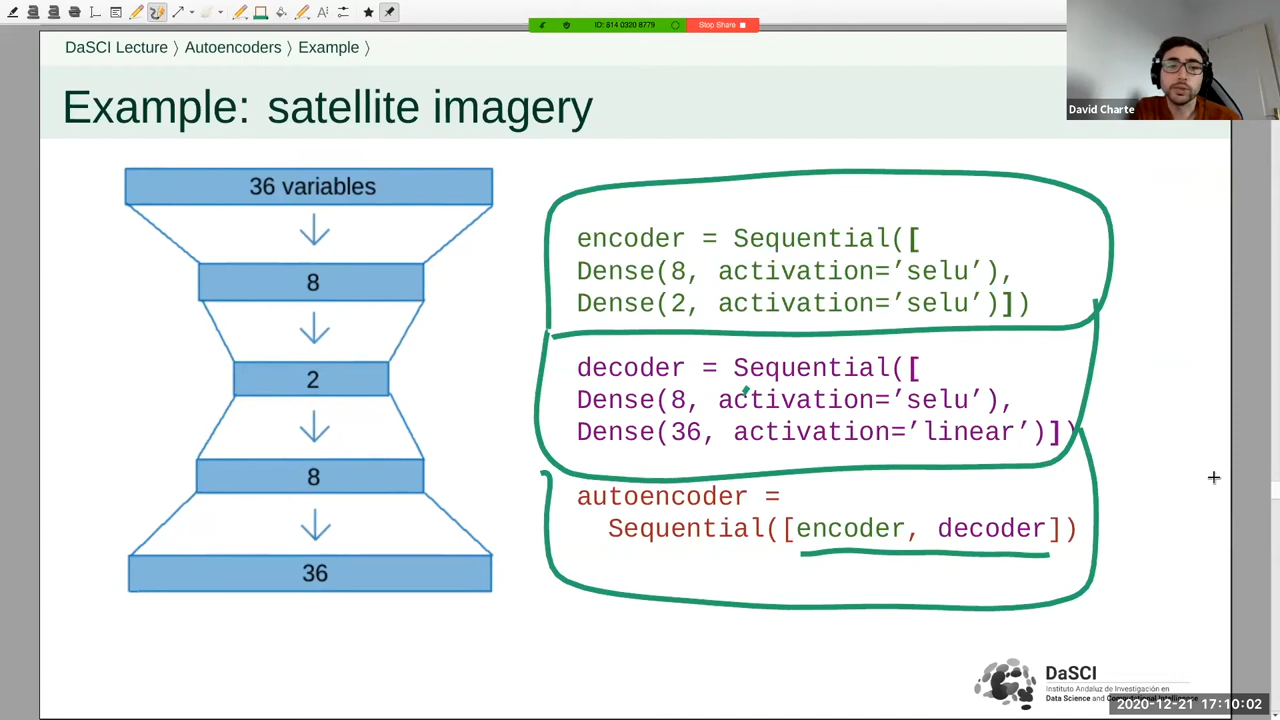 ID: 814 0320 8779
Stop Share
DaSCI Lecture ⟩ Autoencoders ⟩ Example ⟩
David Charte
Example: satellite imagery
36 variables
8
2
8
36
encoder = Sequential([
Dense(8, activation=’selu’),
Dense(2, activation=’selu’)])
decoder = Sequential([
Dense(8, activation=’selu’),
Dense(36, activation=’linear’)])
autoencoder =
Sequential([encoder, decoder])
DaSCI
Instituto Andaluz de Investigación en
Data Science and Computational Intelligence
2020-12-21 17:10:02